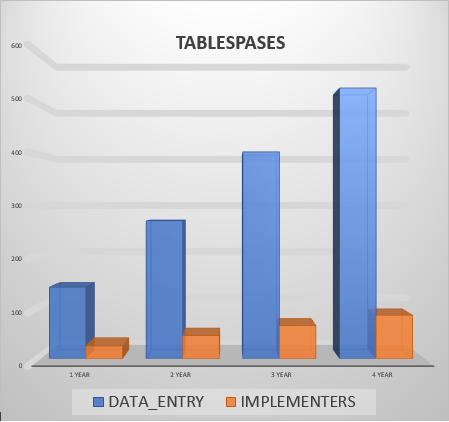 TABLESPASES
600
500
400
300
200
100
0
1 YEAR 2 YEAR 3 YEAR 4 YEAR
DATA_ENTRY IMPLEMENTERS